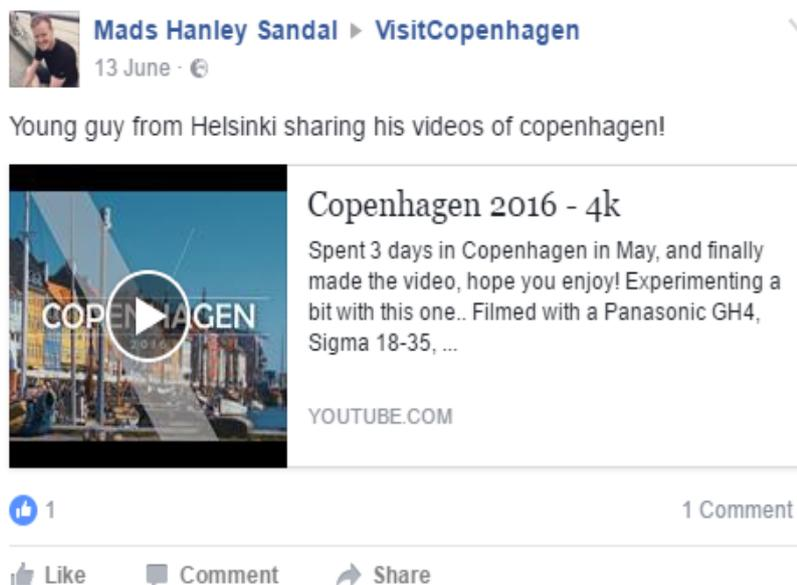 Mads Hanley Sandal ▶ VisitCopenhagen
13 June ·
Young guy from Helsinki sharing his videos of copenhagen!
COPENHAGEN
2016
Copenhagen 2016 - 4k
Spent 3 days in Copenhagen in May, and finally
made the video, hope you enjoy! Experimenting a
bit with this one.. Filmed with a Panasonic GH4,
Sigma 18-35, ...
YOUTUBE.COM
1
1 Comment
Like Comment Share